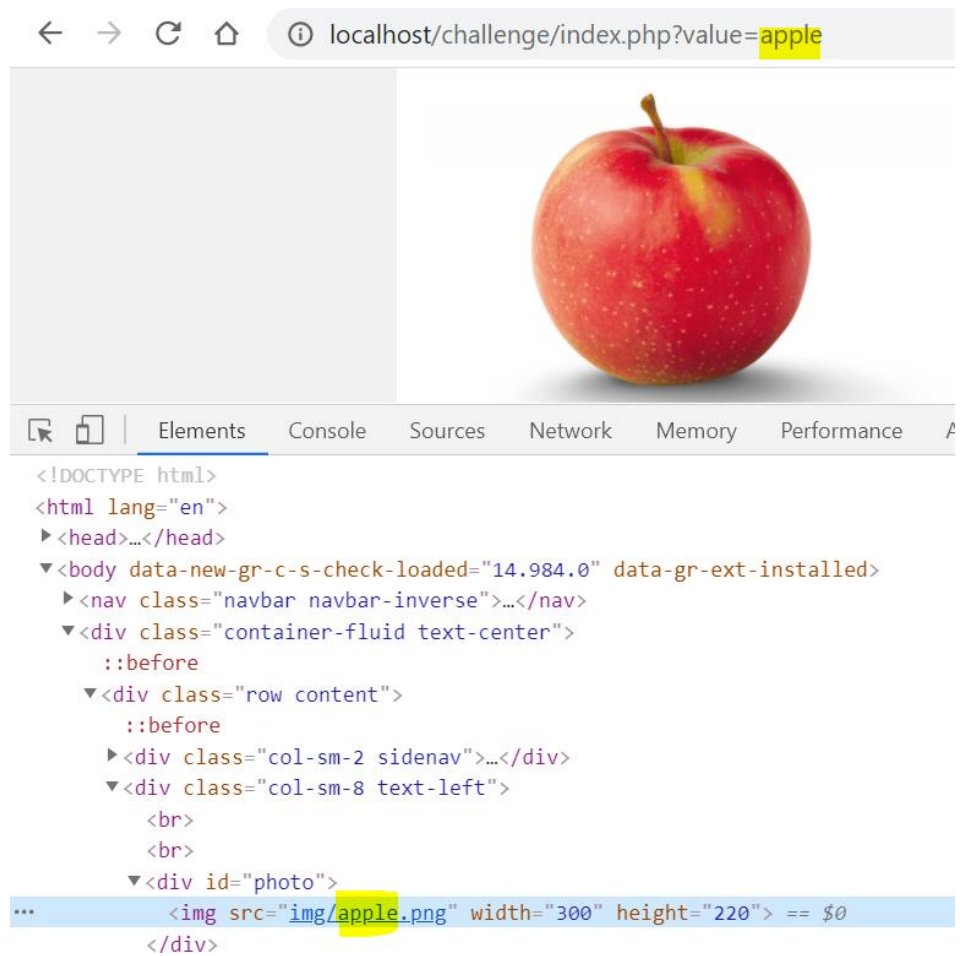 localhost/challenge/index.php?value=apple
Elements Console Sources Network Memory Performance A
<!DOCTYPE html>
<html lang="en">
<head>…</head>
<body data-new-gr-c-s-check-loaded="14.984.0" data-gr-ext-installed>
<nav class="navbar navbar-inverse">…</nav>
<div class="container-fluid text-center">
::before
<div class="row content">
::before
<div class="col-sm-2 sidenav">…</div>
<div class="col-sm-8 text-left">
<br>
<br>
<div id="photo">
<img src="img/apple.png" width="300" height="220"> == $0
</div>